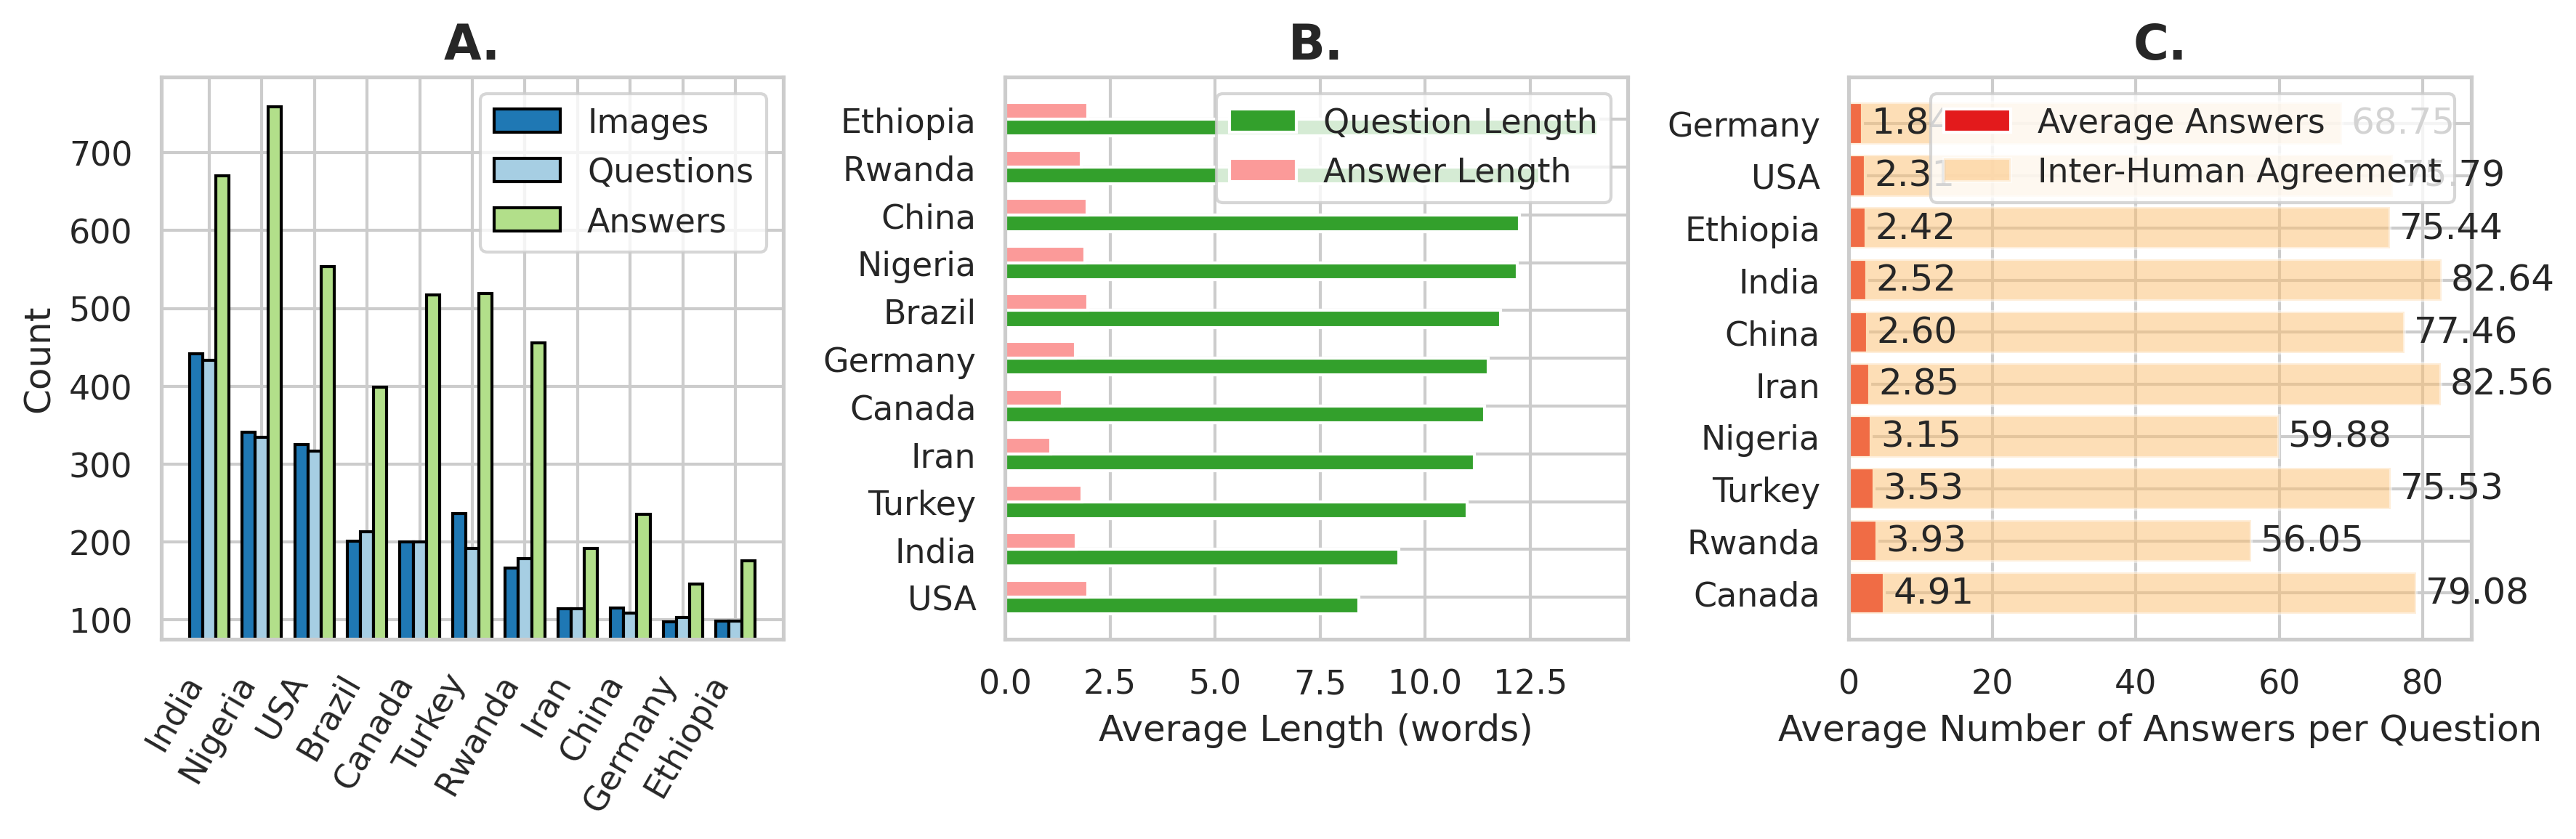 A.
Count
700
600
500
400
300
200
100
Images
Questions
Answers
India
Nigeria
USA
Brazil
Canada
Turkey
Rwanda
Iran
China
Germany
Ethiopia
B.
Question Length
Answer Length
Ethiopia
Rwanda
China
Nigeria
Brazil
Germany
Canada
Iran
Turkey
India
USA
0.0 2.5 5.0 7.5 10.0 12.5
Average Length (words)
C.
Average Answers
Inter-Human Agreement
Germany 1.84 68.75
USA 2.31 75.79
Ethiopia 2.42 75.44
India 2.52 82.64
China 2.60 77.46
Iran 2.85 82.56
Nigeria 3.15 59.88
Turkey 3.53 75.53
Rwanda 3.93 56.05
Canada 4.91 79.08
0 20 40 60 80
Average Number of Answers per Question